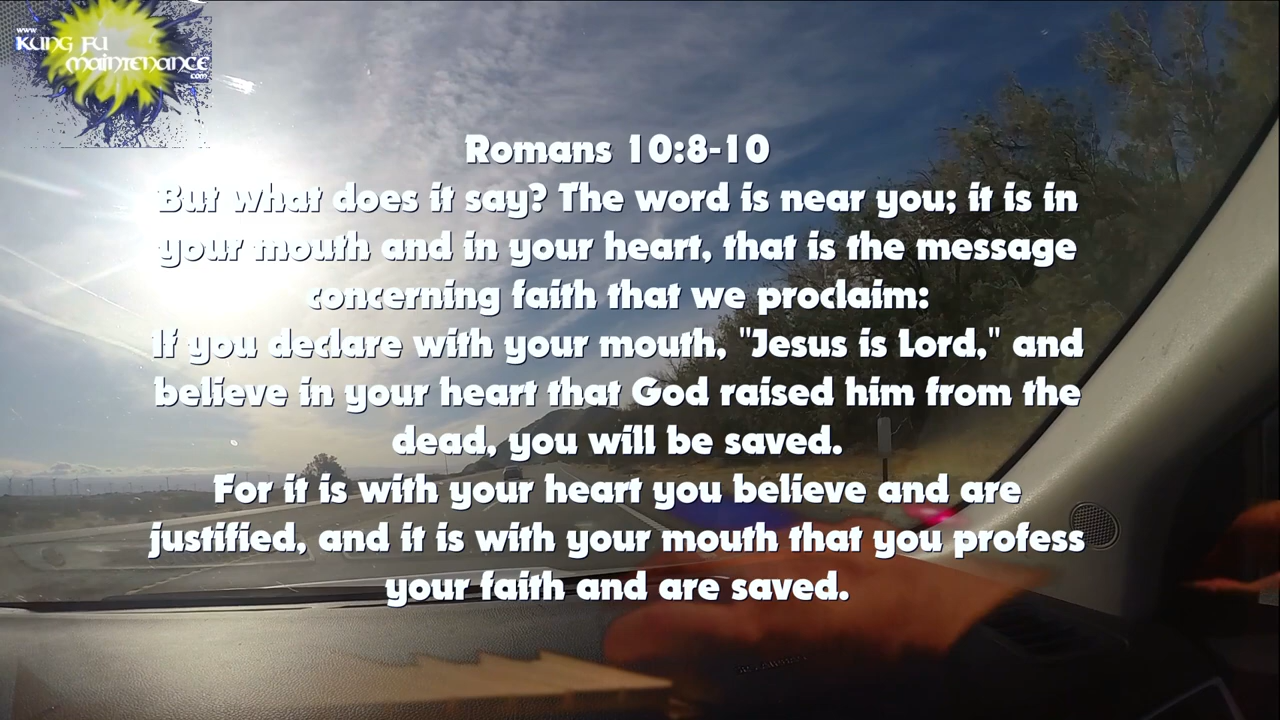 www
Kung Fu
Maintenance
.com
Romans 10:8-10
But what does it say? The word is near you; it is in
your mouth and in your heart, that is the message
concerning faith that we proclaim:
If you declare with your mouth, "Jesus is Lord," and
believe in your heart that God raised him from the
dead, you will be saved.
For it is with your heart you believe and are
justified, and it is with your mouth that you profess
your faith and are saved.